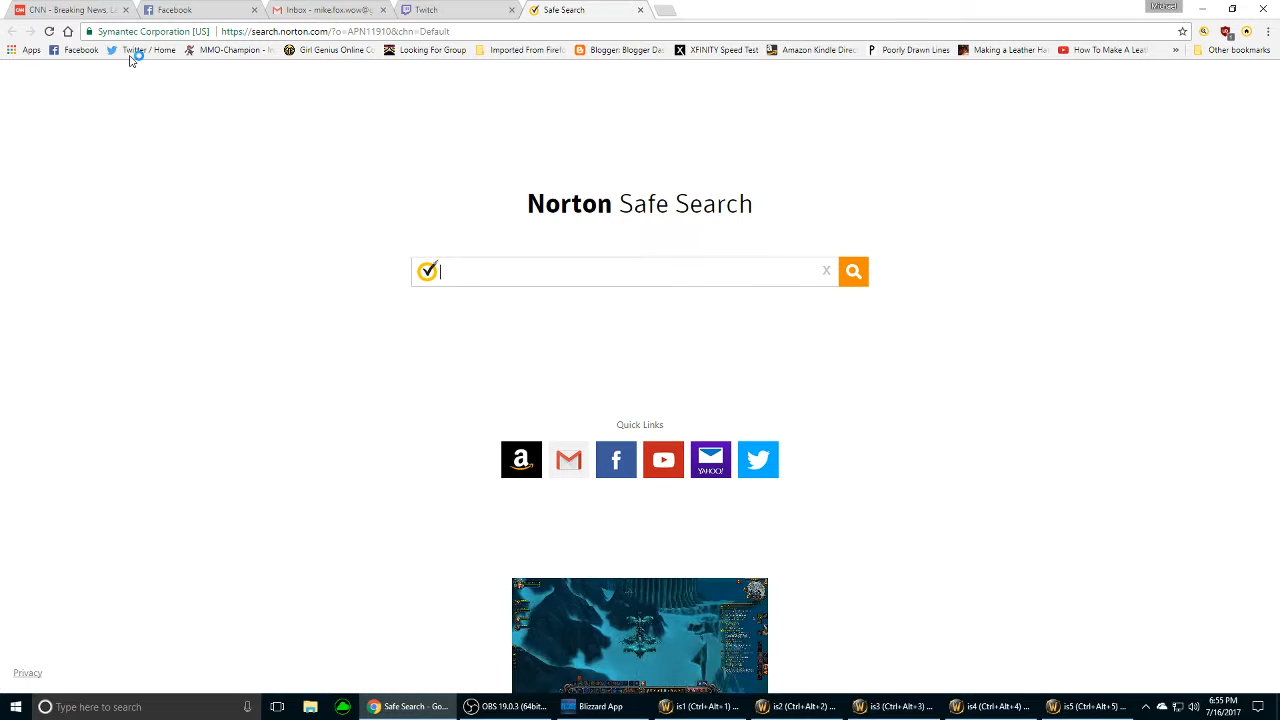 CNN - Breaking News, L
Facebook
Inbox - mike.fox.wow@g
Twitch
Safe Search
Michael
Symantec Corporation [US]
https://search.norton.com/?o=APN11910&chn=Default
Apps
Facebook
Twitter / Home
MMO-Champion - In
Girl Genius Online Co
Looking For Group
Imported From Firefo
Blogger: Blogger Das
XFINITY Speed Test
Amazon Kindle Direc
Poorly Drawn Lines
Making a Leather Ha
How To Make A Leat
»
Other bookmarks
Norton Safe Search
X
Quick Links
YAHOO!
Privacy
Type here to search
Safe Search - Go...
OBS 19.0.3 (64bit...
Blizzard App
is1 (Ctrl+Alt+1) ...
is2 (Ctrl+Alt+2) ...
is3 (Ctrl+Alt+3) ...
is4 (Ctrl+Alt+4) ...
is5 (Ctrl+Alt+5) ...
6:55 PM
7/16/2017